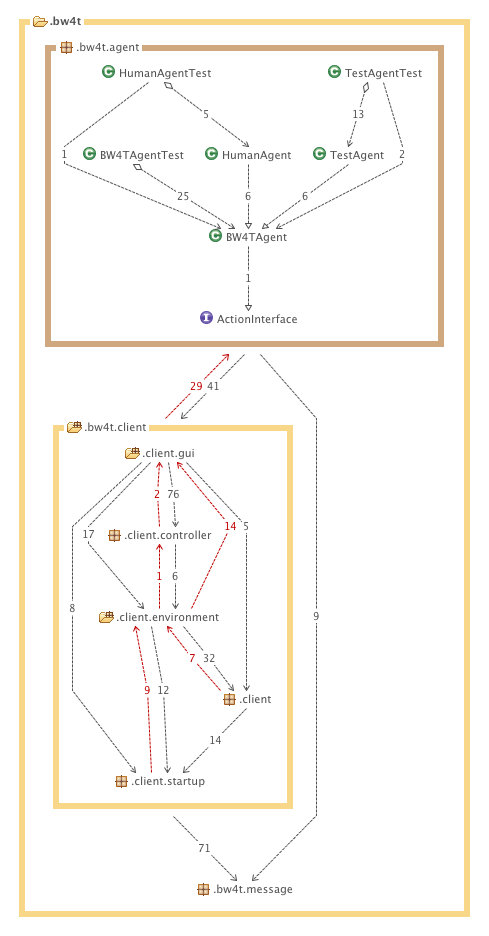 .bw4t
.bw4t.agent
HumanAgentTest
TestAgentTest
5
13
1
BW4TAgentTest
HumanAgent
TestAgent
2
25
6
6
BW4TAgent
1
ActionInterface
29
41
.bw4t.client
.client.gui
2
76
17
14
5
.client.controller
1
6
8
9
.client.environment
7
32
9
12
.client
14
.client.startup
71
.bw4t.message